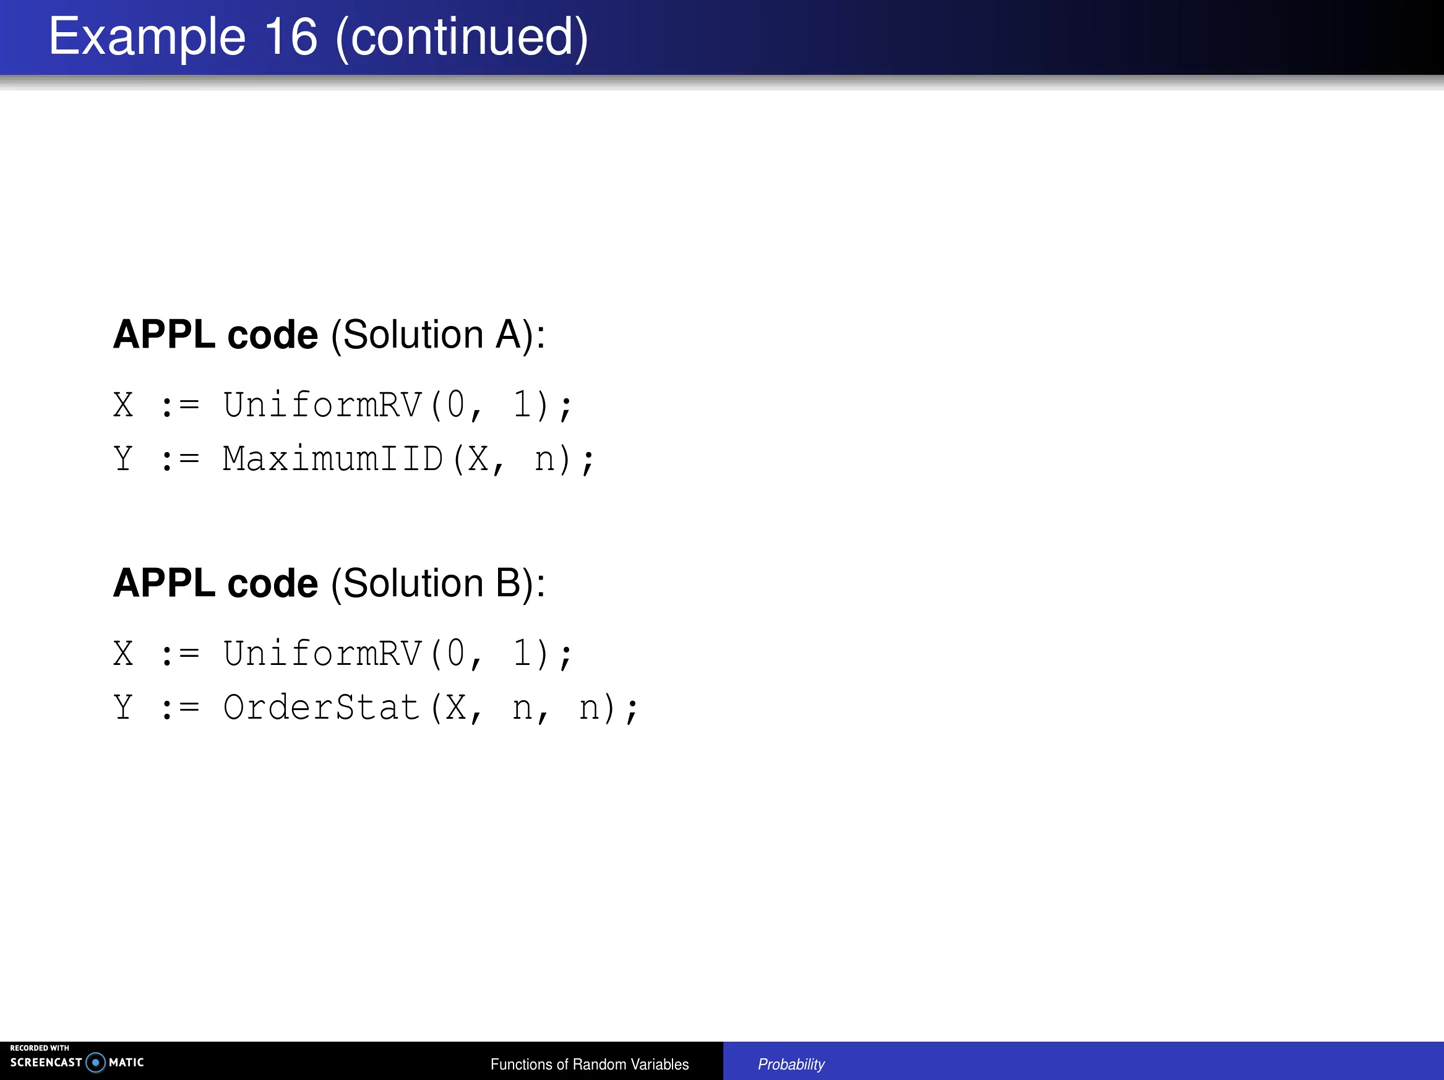 Example 16 (continued)
APPL code (Solution A):
X := UniformRV(0, 1);
Y := MaximumIID(X, n);
APPL code (Solution B):
X := UniformRV(0, 1);
Y := OrderStat(X, n, n);
RECORDED WITH
SCREENCAST MATIC
Functions of Random Variables
Probability